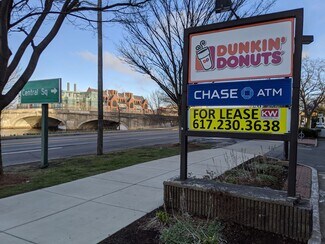 Central Sq
DUNKIN'
DONUTS
CHASE ATM
FOR LEASE KW
617.230.3638